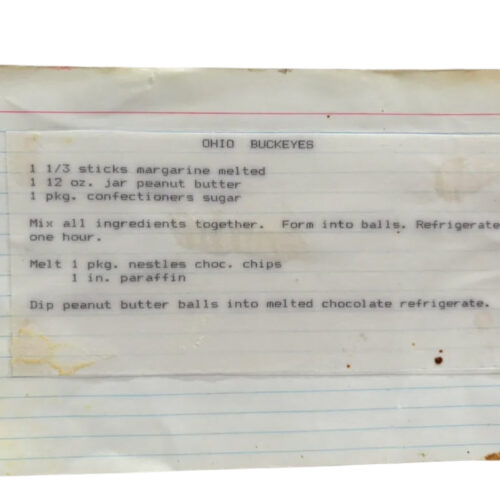 OHIO BUCKEYES
1 1/3 sticks margarine melted
1 12 oz. jar peanut butter
1 pkg. confectioners sugar
Mix all ingredients together. Form into balls. Refrigerate
one hour.
Melt 1 pkg. nestles choc. chips
1 in. paraffin
Dip peanut butter balls into melted chocolate refrigerate.